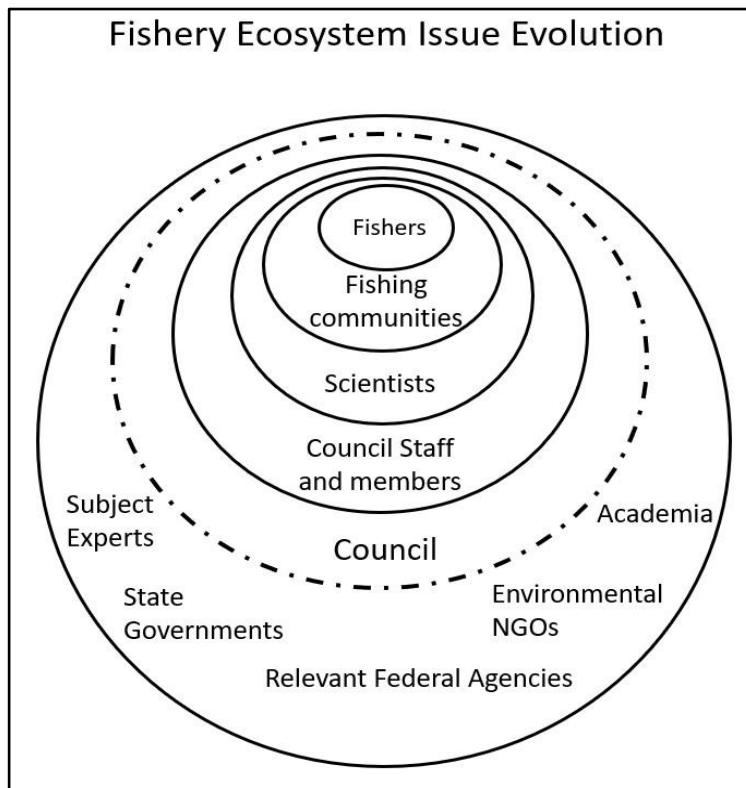 Fishery Ecosystem Issue Evolution
Fishers
Fishing
communities
Scientists
Council Staff
and members
Council
Subject
Experts
Academia
State
Governments
Environmental
NGOs
Relevant Federal Agencies